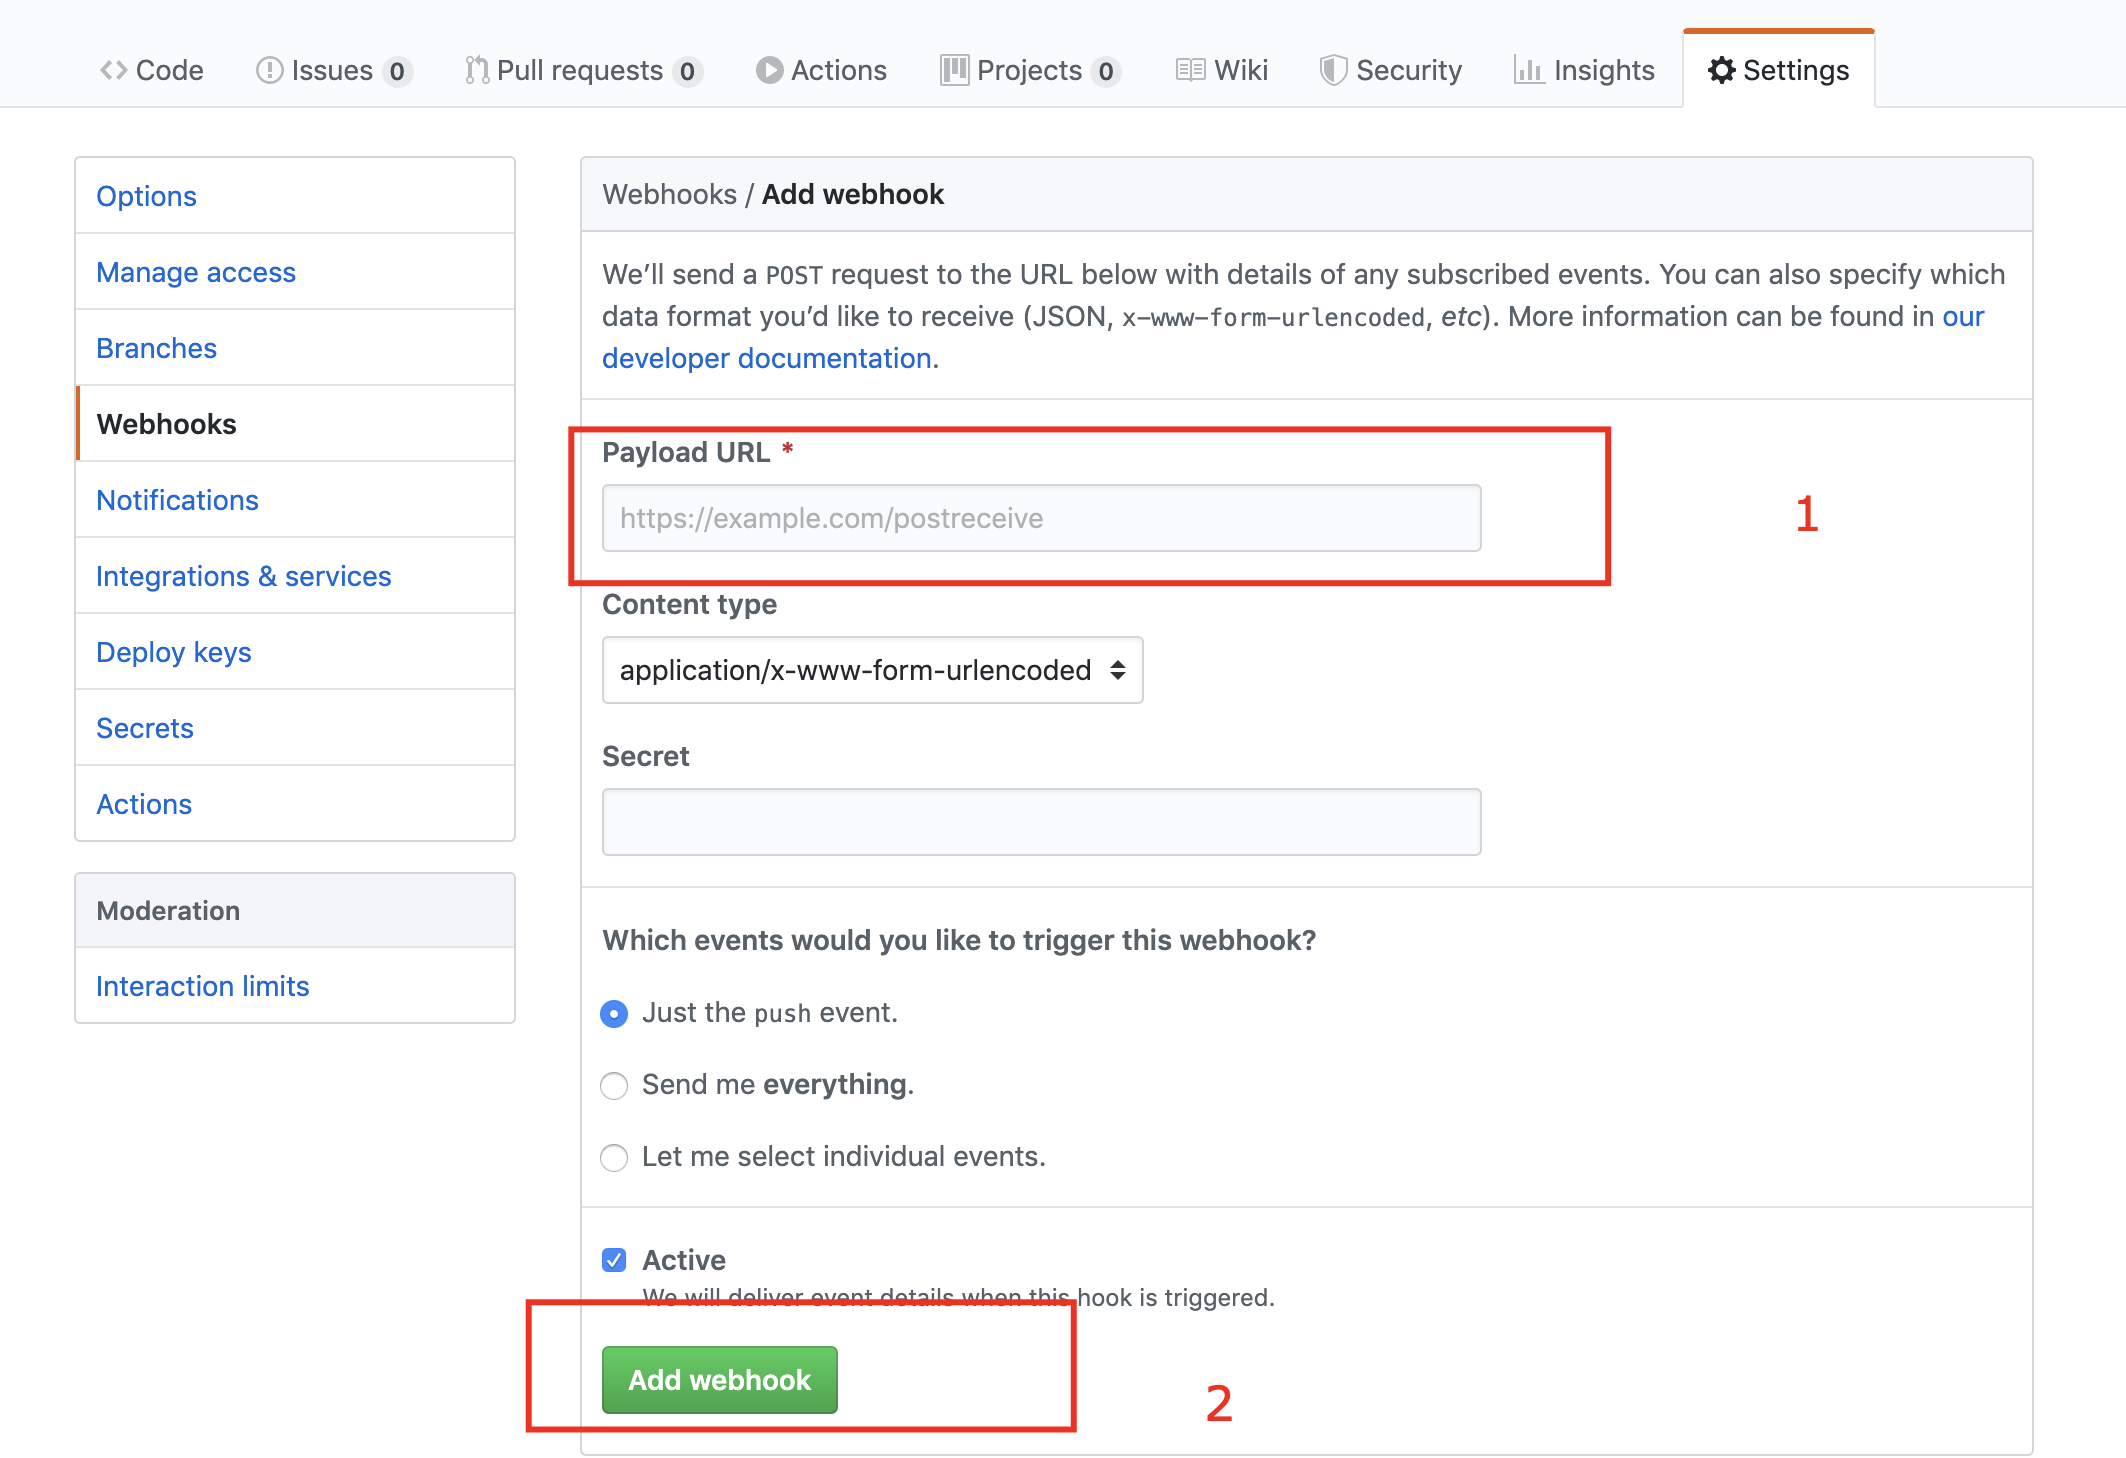 Code Issues 0 Pull requests 0 Actions Projects 0 Wiki Security Insights Settings
Options
Manage access
Branches
Webhooks
Notifications
Integrations & services
Deploy keys
Secrets
Actions
Moderation
Interaction limits
Webhooks / Add webhook
We’ll send a POST request to the URL below with details of any subscribed events. You can also specify which
data format you’d like to receive (JSON, x-www-form-urlencoded, etc). More information can be found in our
developer documentation.
Payload URL *
https://example.com/postreceive
1
Content type
application/x-www-form-urlencoded
Secret
Which events would you like to trigger this webhook?
Just the push event.
Send me everything.
Let me select individual events.
Active
We will deliver event details when this hook is triggered.
Add webhook
2